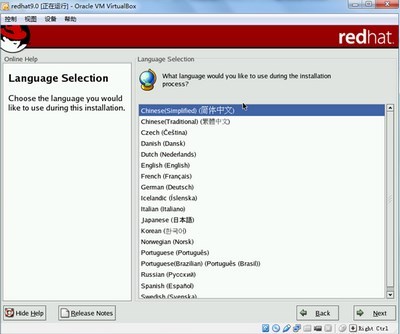 redhat9.0 [正在运行] - Oracle VM VirtualBox
控制 视图 设备 帮助
redhat.
Online Help
Language Selection
Language Selection
Choose the language you would
like to use during this installation.
What language would you like to use during the installation
process?
Chinese(Simplified) (简体中文)
Chinese(Traditional) (繁體中文)
Czech (Čeština)
Danish (Dansk)
Dutch (Nederlands)
English (English)
French (Français)
German (Deutsch)
Icelandic (Íslenska)
Italian (Italiano)
Japanese (日本語)
Korean (한국어)
Norwegian (Norsk)
Portuguese (Português)
Portuguese(Brazilian) (Português (Brasil))
Russian (Русский)
Spanish (Español)
Swedish (Svenska)
Hide Help
Release Notes
Back
Next
Right Ctrl